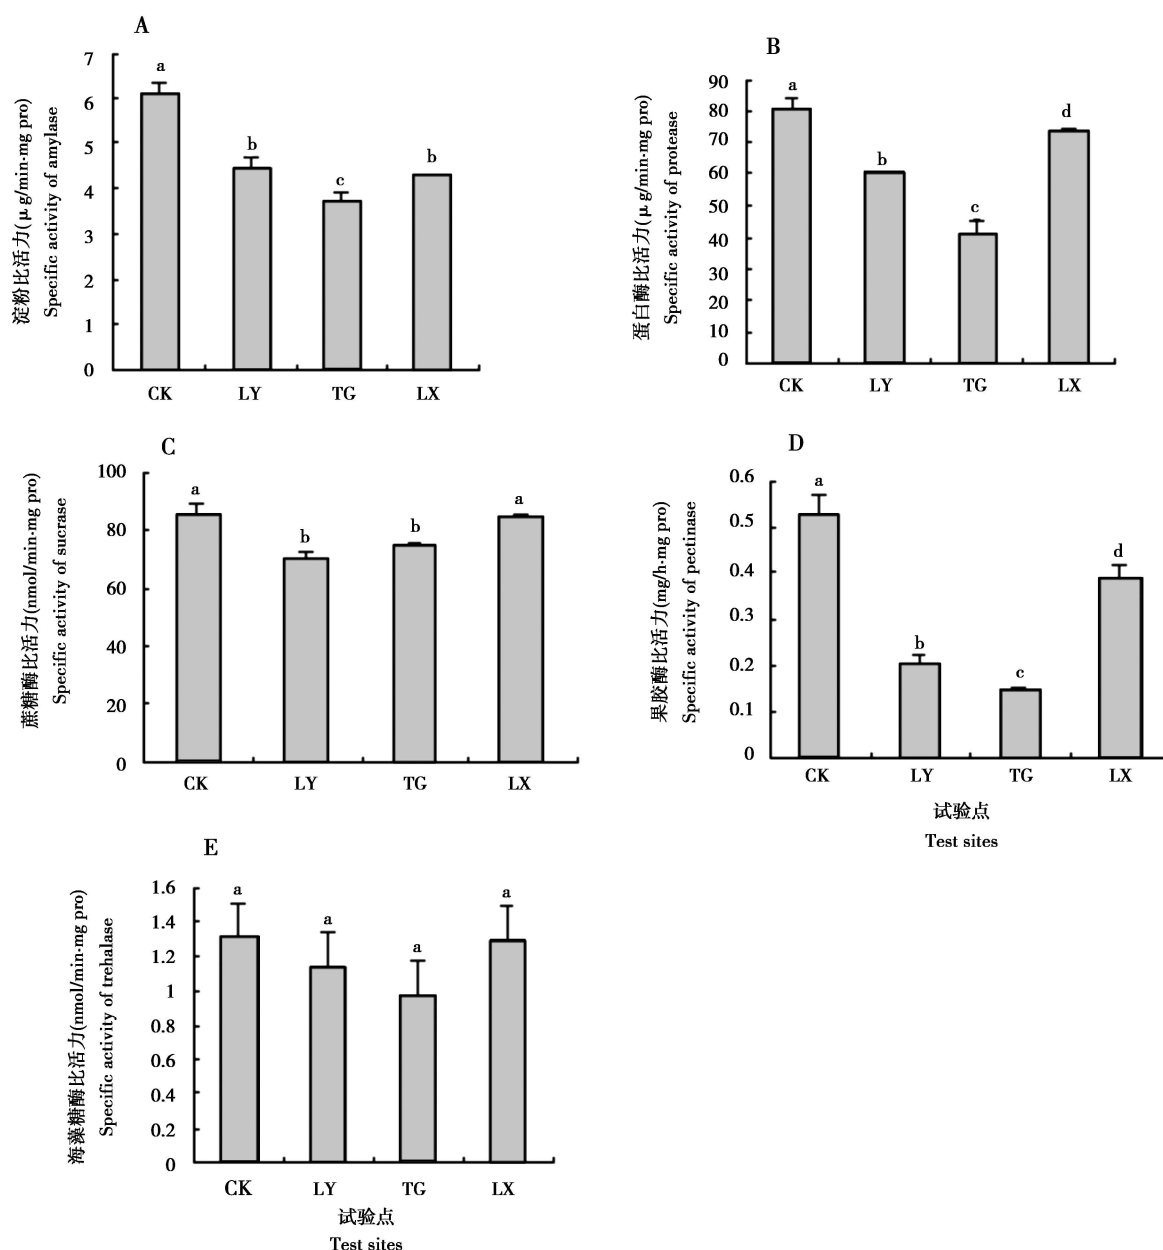 A
淀粉比活力(μg/min·mg pro)
Specific activity of amylase
7
6
5
4
3
2
1
0
a
b
c
b
CK LY TG LX
B
蛋白酶比活力(μg/min·mg pro)
Specific activity of protease
90
80
70
60
50
40
30
20
10
0
a
b
c
d
CK LY TG LX
C
蔗糖酶比活力(nmol/min·mg pro)
Specific activity of sucrase
100
80
60
40
20
0
a
b
b
a
CK LY TG LX
D
果胶酶比活力(mg/h·mg pro)
Specific activity of pectinase
0.6
0.5
0.4
0.3
0.2
0.1
0
a
b
c
d
CK LY TG LX
试验点
Test sites
E
海藻糖酶比活力(nmol/min·mg pro)
Specific activity of trehalase
1.6
1.4
1.2
1
0.8
0.6
0.4
0.2
0
a
a
a
a
CK LY TG LX
试验点
Test sites